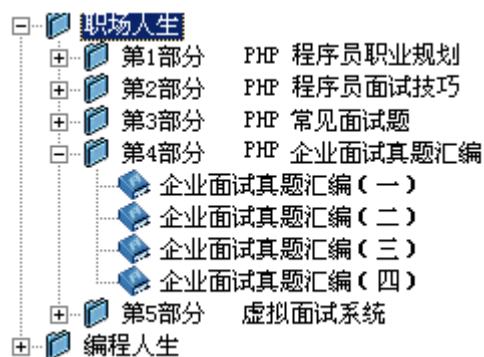 职场人生
第1部分 PHP 程序员职业规划
第2部分 PHP 程序员面试技巧
第3部分 PHP 常见面试题
第4部分 PHP 企业面试真题汇编
企业面试真题汇编(一)
企业面试真题汇编(二)
企业面试真题汇编(三)
企业面试真题汇编(四)
第5部分 虚拟面试系统
编程人生